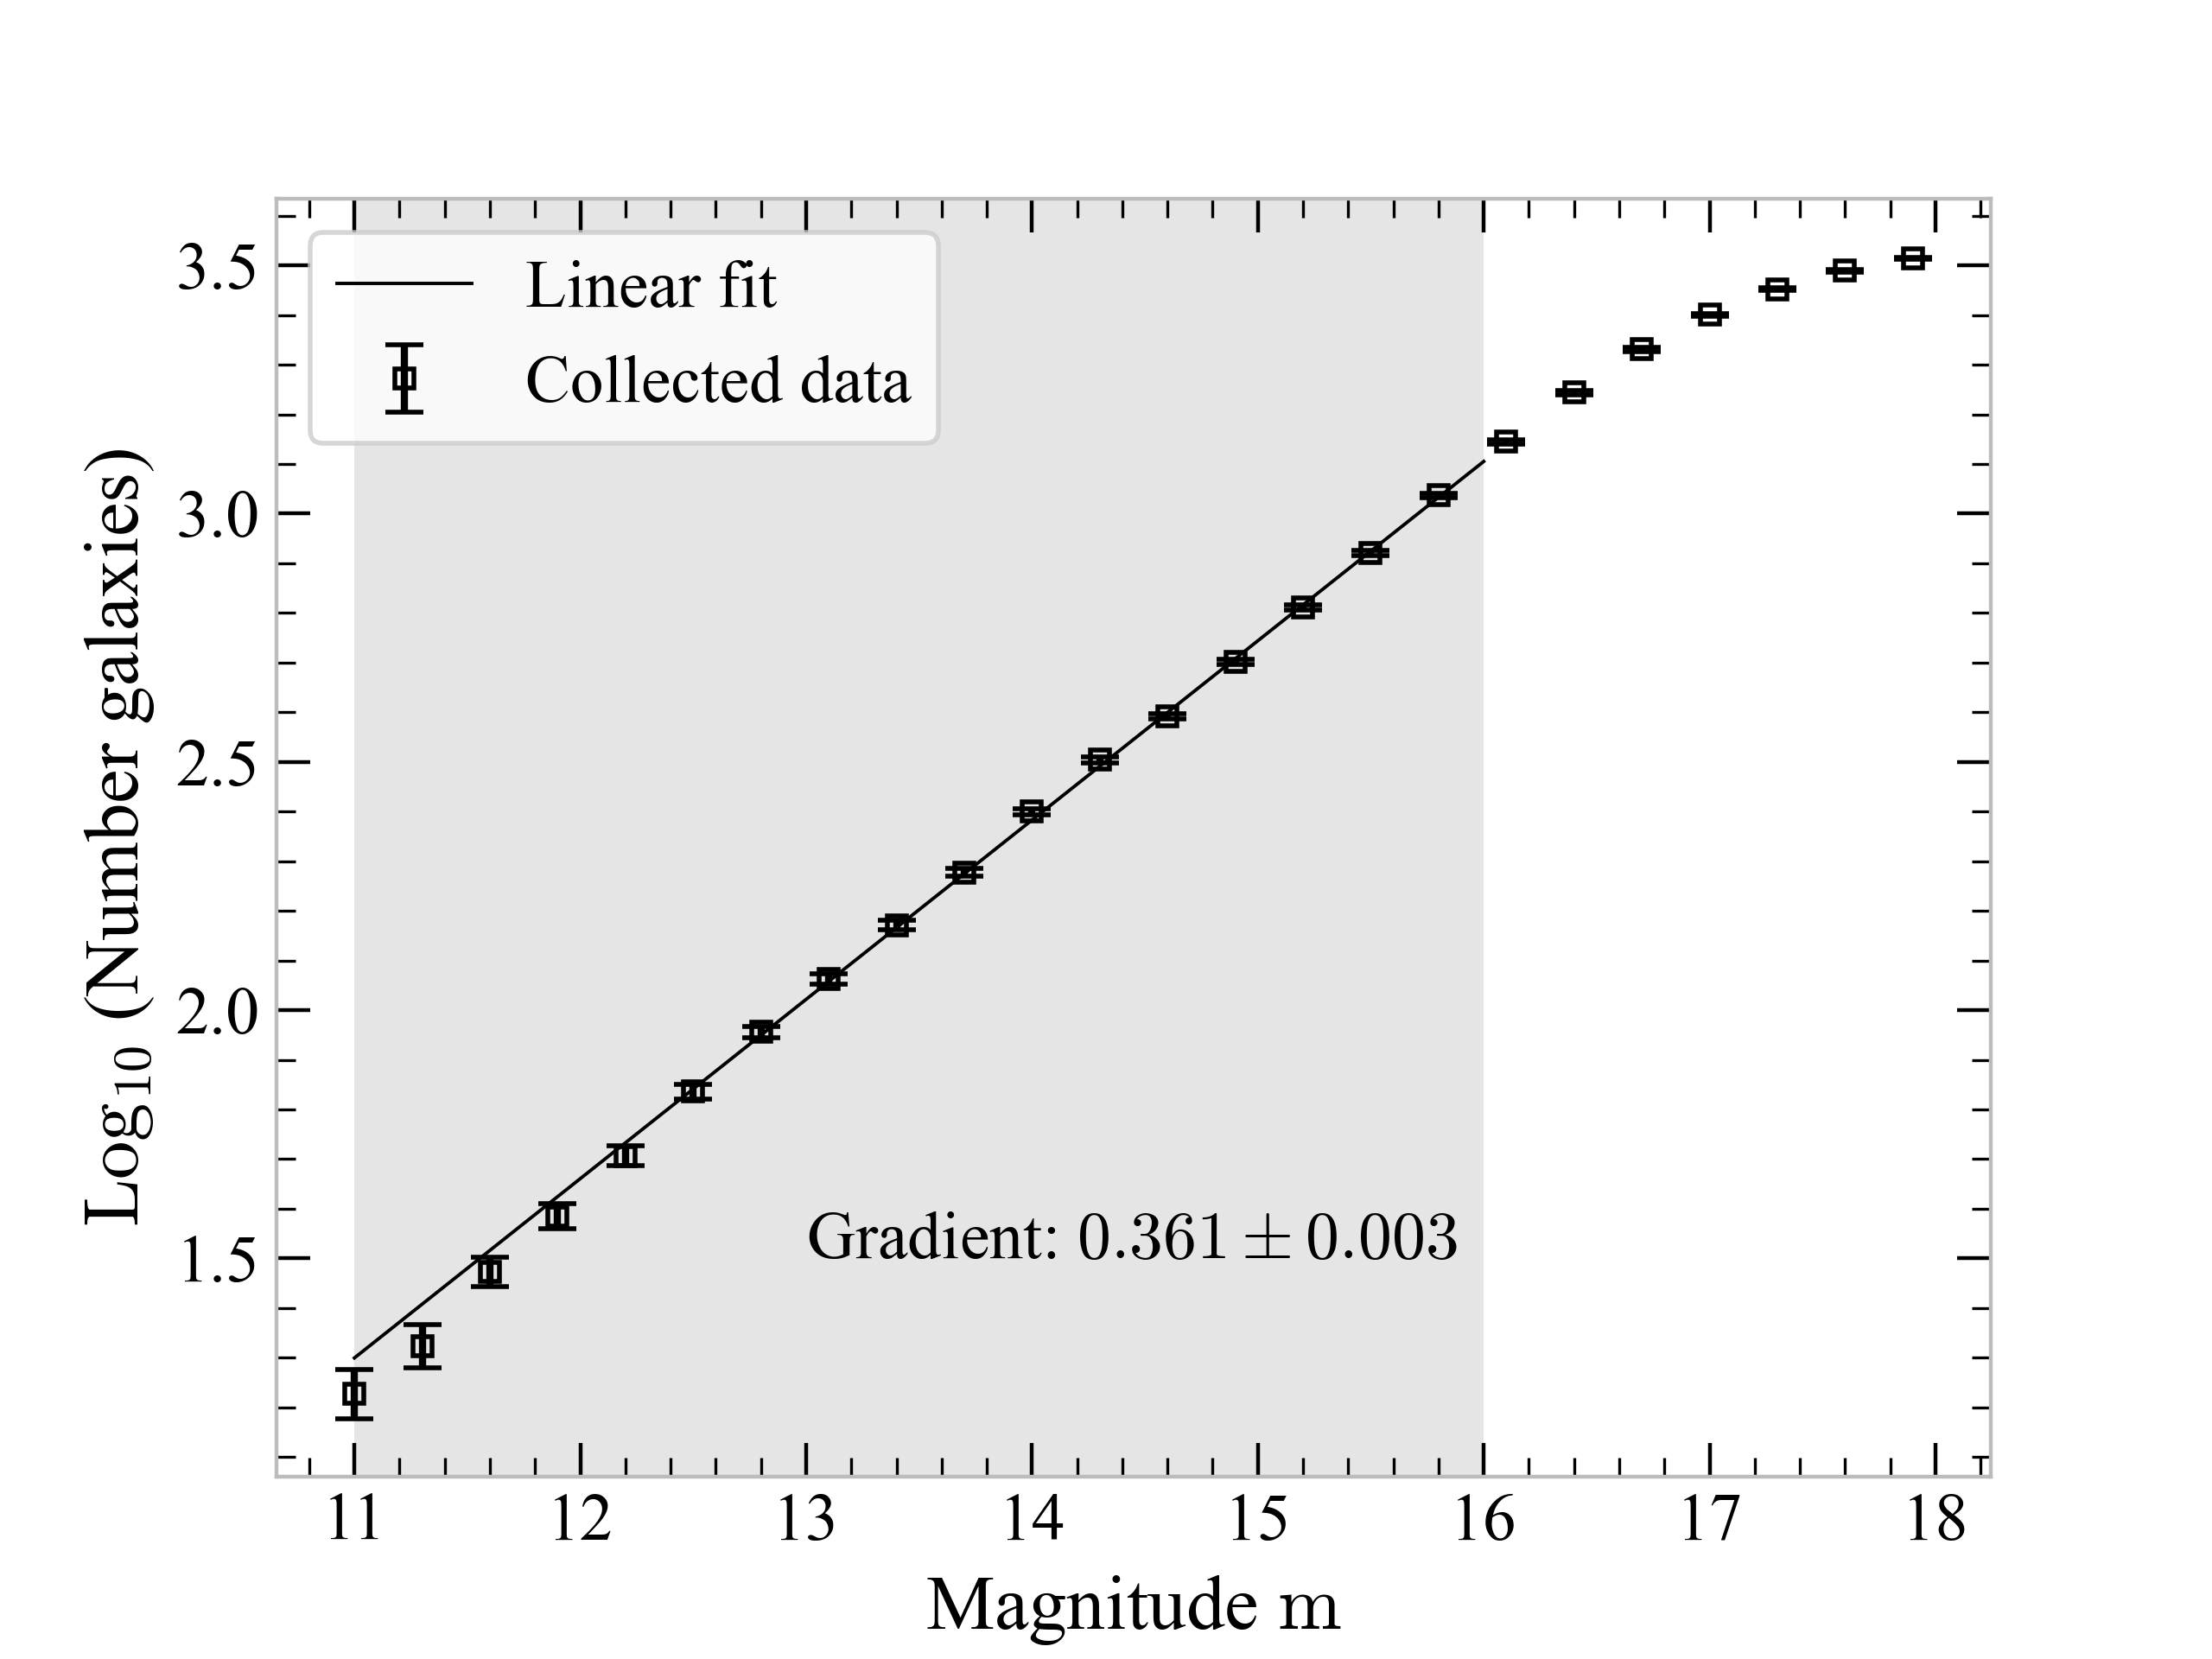 Linear fit
Collected data
3.5
3.0
2.5
2.0
1.5
Log₁₀ (Number galaxies)
Gradient: 0.361 ± 0.003
11 12 13 14 15 16 17 18
Magnitude m